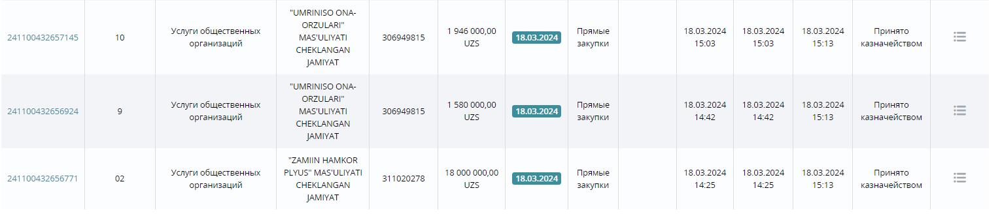 241100432657145
10
Услуги общественных
организаций
"UMRINISO ONA-
ORZULARI"
MAS'ULIYATI
CHEKLANGAN
JAMIYAT
306949815
1 946 000,00
UZS
18.03.2024
Прямые
закупки
18.03.2024
15:03
18.03.2024
15:03
18.03.2024
15:13
Принято
казначейством
241100432656924
9
Услуги общественных
организаций
"UMRINISO ONA-
ORZULARI"
MAS'ULIYATI
CHEKLANGAN
JAMIYAT
306949815
1 580 000,00
UZS
18.03.2024
Прямые
закупки
18.03.2024
14:42
18.03.2024
14:42
18.03.2024
15:13
Принято
казначейством
241100432656771
02
Услуги общественных
организаций
"ZAMIIN HAMKOR
PLYUS" MAS'ULIYATI
CHEKLANGAN
JAMIYAT
311020278
18 000 000,00
UZS
18.03.2024
Прямые
закупки
18.03.2024
14:25
18.03.2024
14:25
18.03.2024
15:13
Принято
казначейством